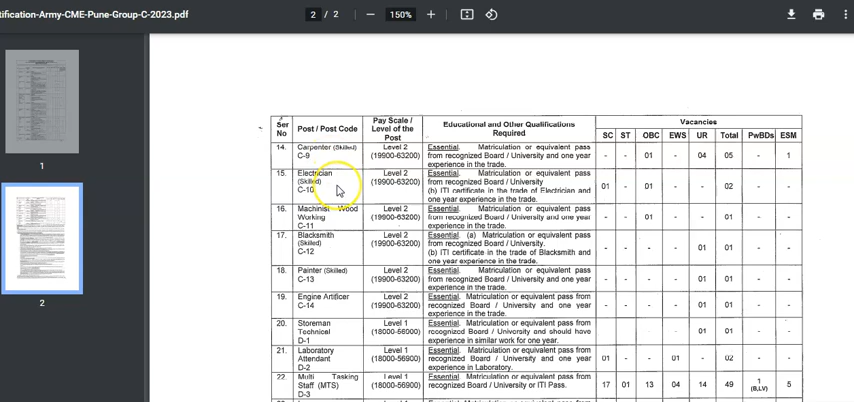 tification-Army-CME-Pune-Group-C-2023.pdf
2 / 2
150%
1
2
Ser No | Post / Post Code | Pay Scale / Level of the Post | Educational and Other Qualifications Required | Vacancies
SC | ST | OBC | EWS | UR | Total | PwBDs | ESM
14. | Carpenter (Skilled) | Level 2 | Essential. Matriculation or equivalent pass
C-9 | (19900-63200) | from recognized Board / University and one year | - | - | 01 | - | 04 | 05 | - | 1
experience in the trade.
15. | Electrician | Level 2 | Essential. Matriculation or equivalent pass
(Skilled) | (19900-63200) | from recognized Board / University
C-10 | (b) ITI certificate in the trade of Electrician and | 01 | - | 01 | - | - | 02 | - | -
one year experience in the trade.
16. | Machinist Wood | Level 2 | Essential. Matriculation or equivalent pass
Working | (19900-63200) | from recognized Board / University and one year | - | - | 01 | - | - | 01 | - | -
C-11 | experience in the trade.
17. | Blacksmith | Level 2 | Essential. (a) Matriculation or equivalent pass
(Skilled) | (19900-63200) | from recognized Board / University.
C-12 | (b) ITI certificate in the trade of Blacksmith and | - | - | - | - | 01 | 01 | - | -
one year experience in the trade.
18. | Painter (Skilled) | Level 2 | Essential. Matriculation or equivalent pass
C-13 | (19900-63200) | from recognized Board / University and one year | - | - | - | - | 01 | 01 | - | -
experience in the trade.
19. | Engine Artificer | Level 2 | Essential. Matriculation or equivalent pass from
C-14 | (19900-63200) | recognized Board / University and one year | - | - | - | - | 01 | 01 | - | -
experience in the trade.
20. | Storeman | Level 1 | Essential. Matriculation or equivalent pass from
Technical | (18000-56900) | recognized Board / University and should have | - | - | 01 | 01 | - | -
D-1 | experience in similar work for one year.
21. | Laboratory | Level 1 | Essential. Matriculation or equivalent pass from
Attendant | (18000-56900) | recognized Board / University and one year | 01 | - | - | 01 | - | 02 | - | -
D-2 | experience in Laboratory.
22 | Multi Tasking | Level 1 | Essential. Matriculation or equivalent pass from
Staff (MTS) | (18000-56900) | recognized Board / University or ITI Pass. | 17 | 01 | 13 | 04 | 14 | 49 | 1 (B,LV) | 5
D-3